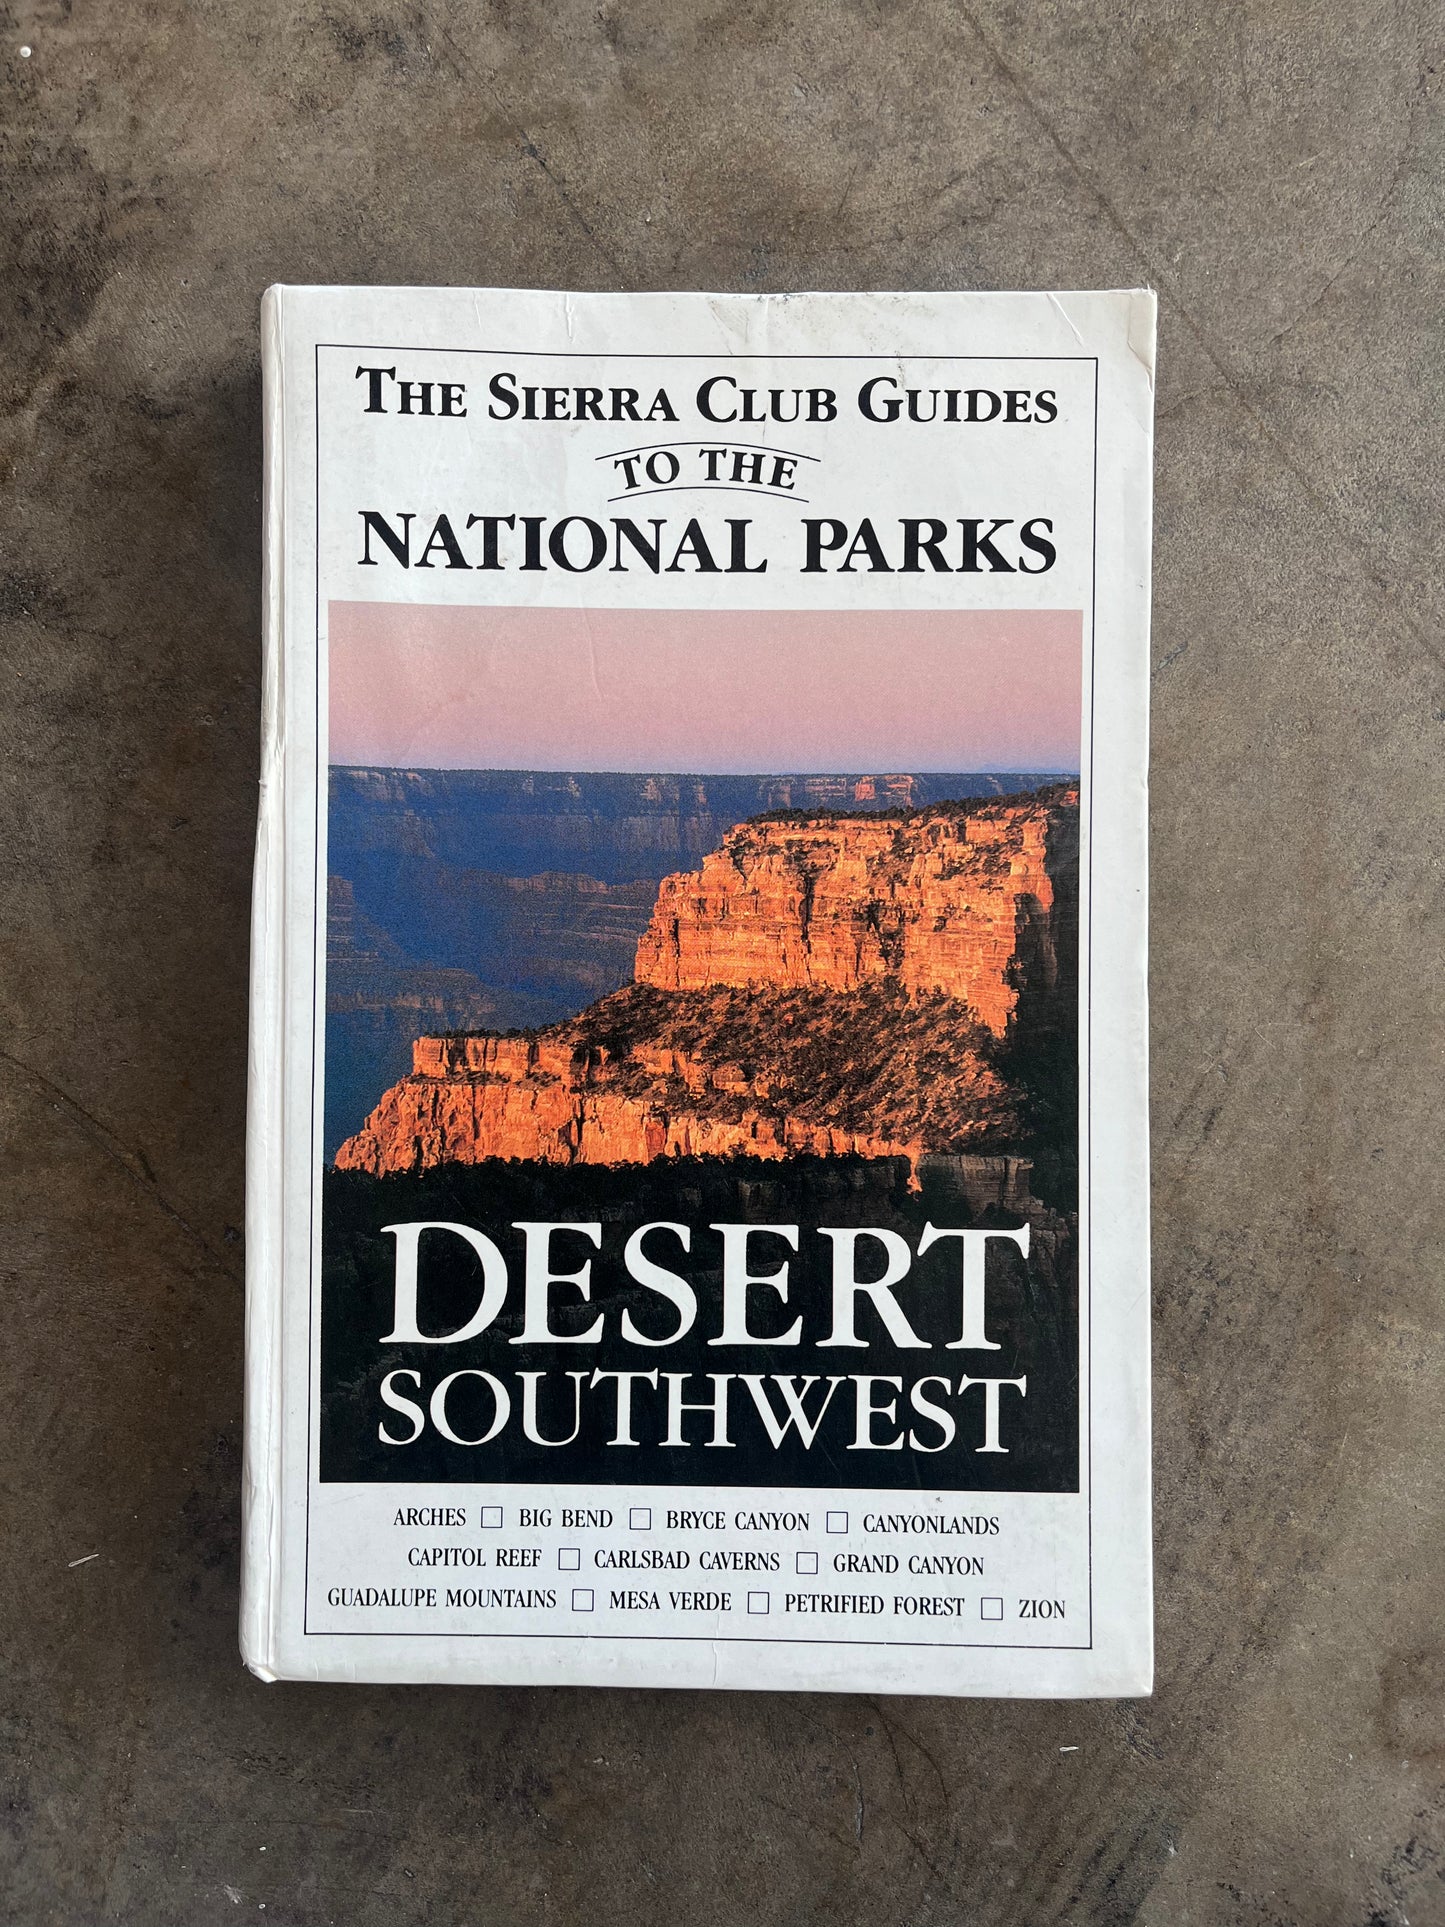 THE SIERRA CLUB GUIDES
TO THE
NATIONAL PARKS
DESERT
SOUTHWEST
ARCHES □ BIG BEND □ BRYCE CANYON □ CANYONLANDS
CAPITOL REEF □ CARLSBAD CAVERNS □ GRAND CANYON
GUADALUPE MOUNTAINS □ MESA VERDE □ PETRIFIED FOREST □ ZION